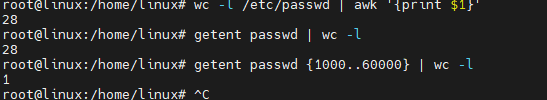 root@linux:/home/linux# wc -l /etc/passwd | awk '{print $1}'
28
root@linux:/home/linux# getent passwd | wc -l
28
root@linux:/home/linux# getent passwd {1000..60000} | wc -l
1
root@linux:/home/linux# ^C